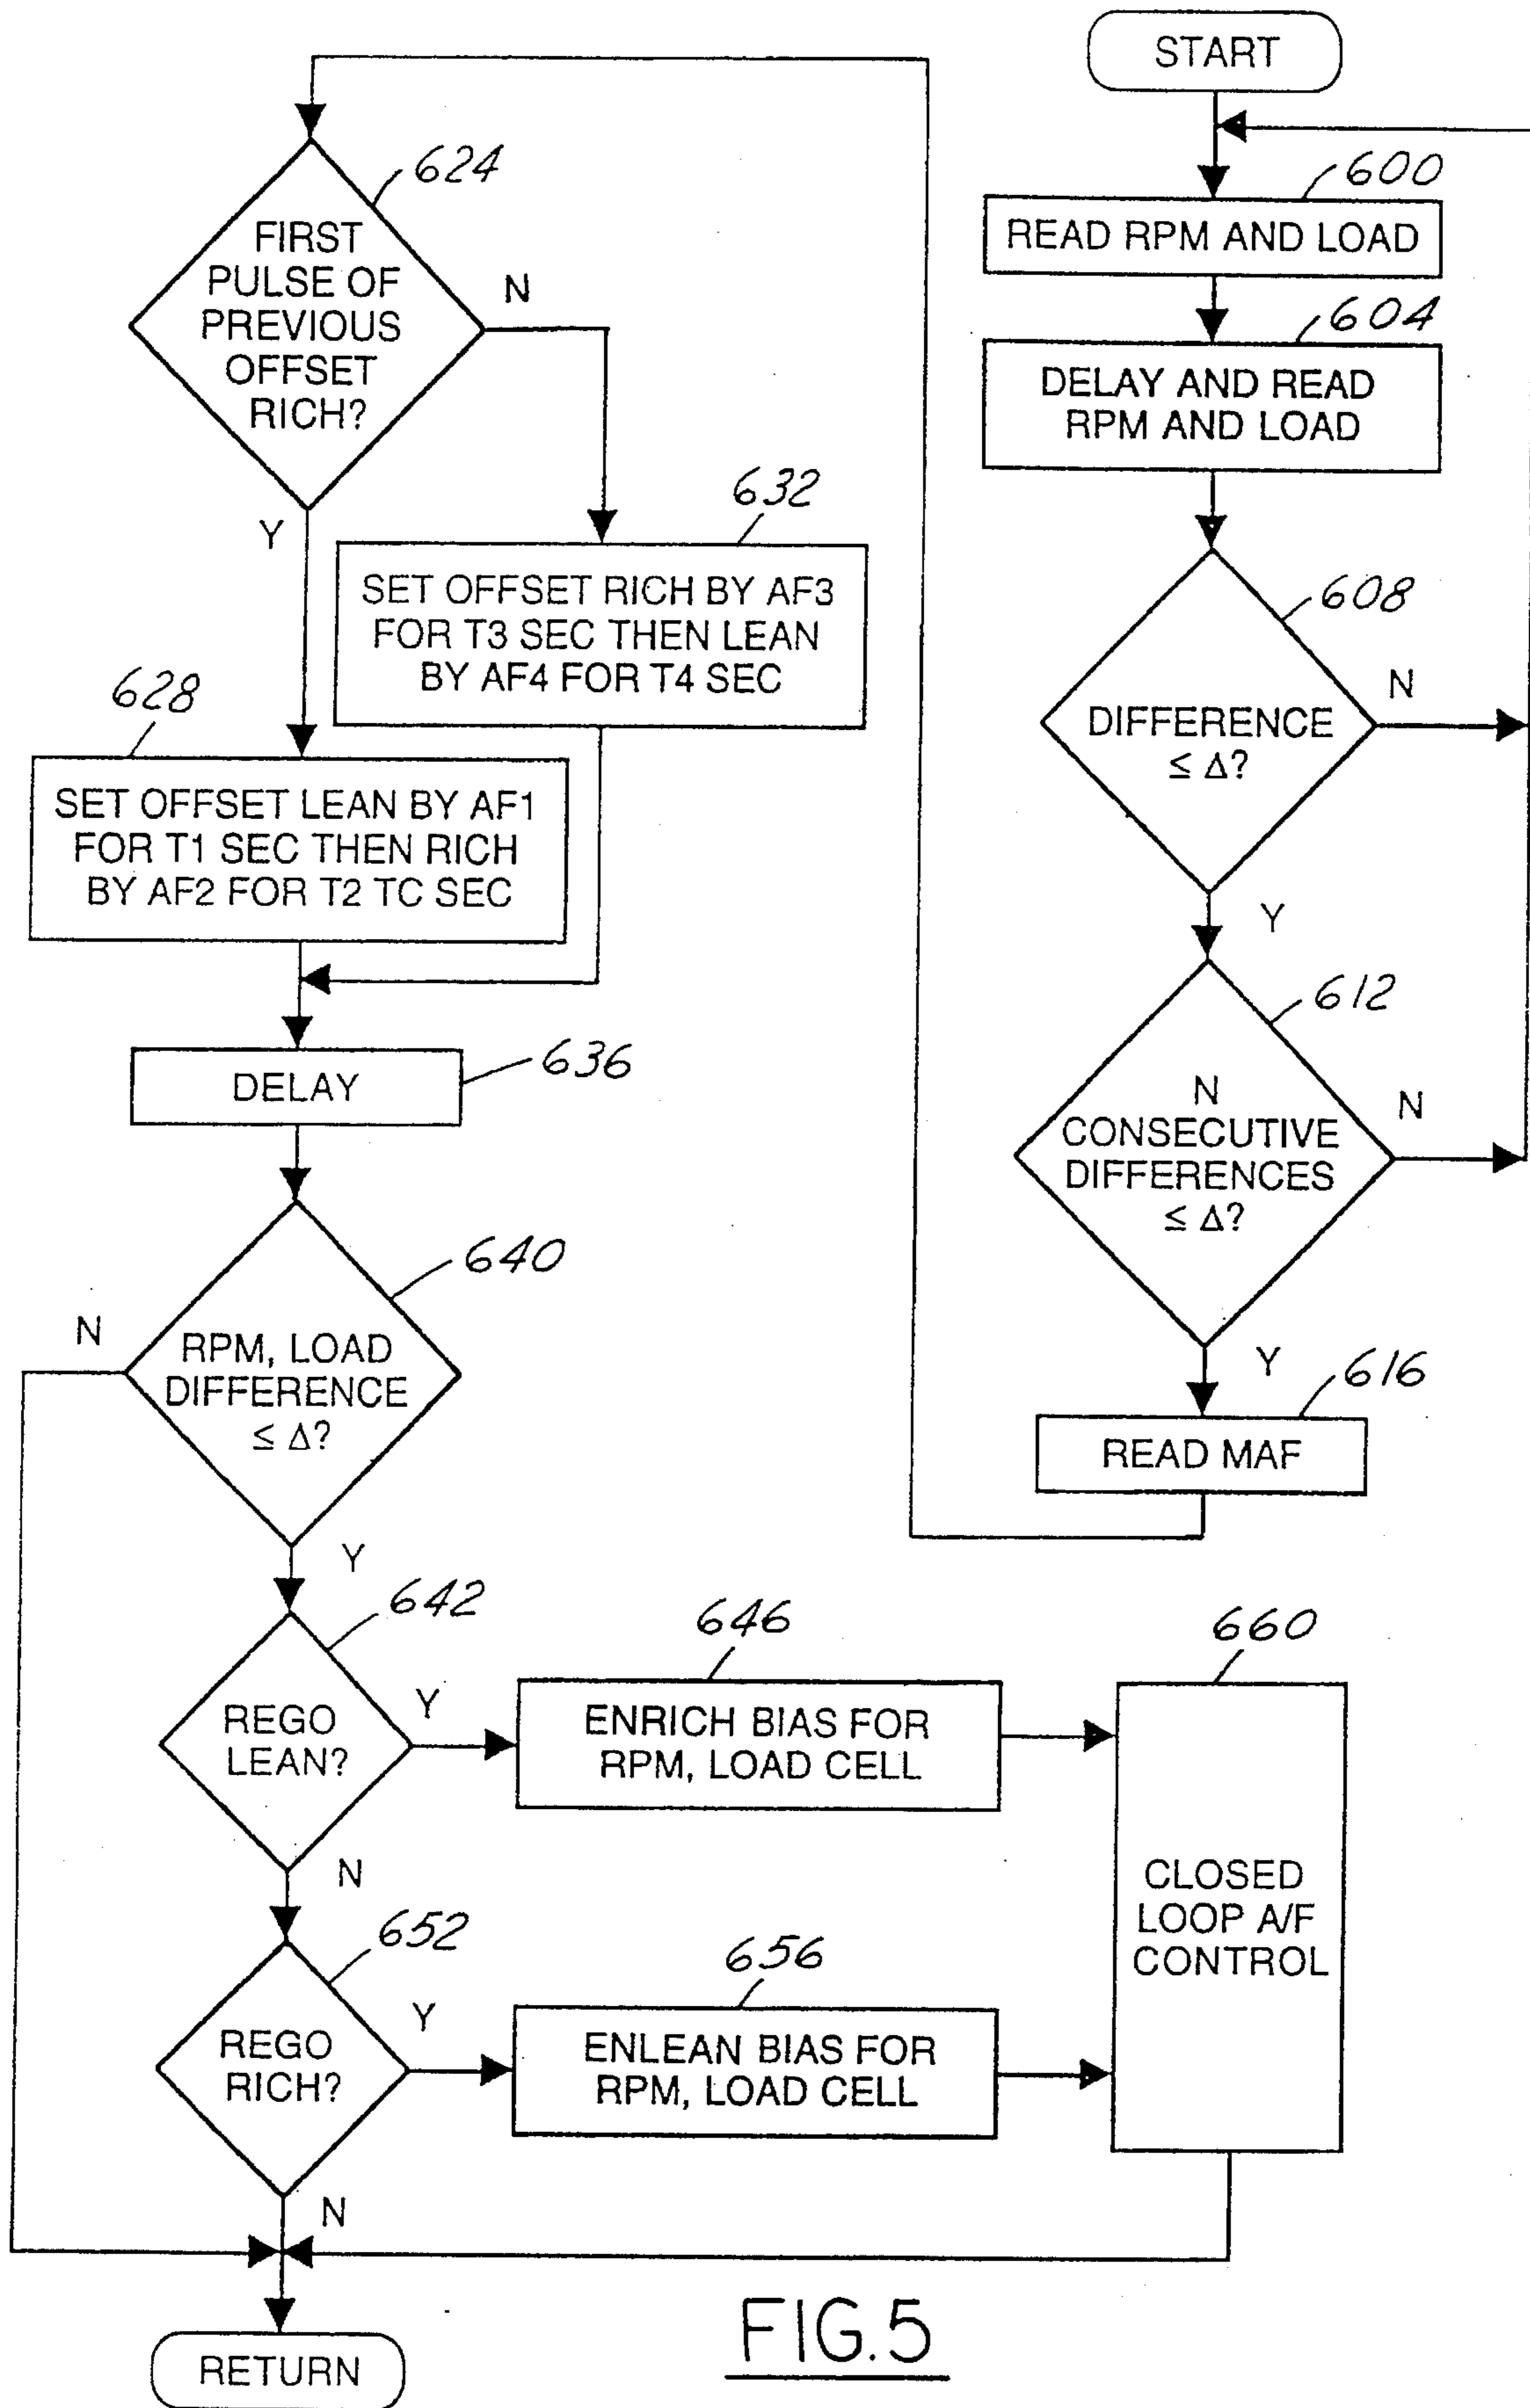 START
600
READ RPM AND LOAD
604
DELAY AND READ
RPM AND LOAD
608
DIFFERENCE
≤ Δ?
N
Y
612
N
CONSECUTIVE
DIFFERENCES
≤ Δ?
N
Y
616
READ MAF
624
FIRST
PULSE OF
PREVIOUS
OFFSET
RICH?
N
Y
632
SET OFFSET RICH BY AF3
FOR T3 SEC THEN LEAN
BY AF4 FOR T4 SEC
628
SET OFFSET LEAN BY AF1
FOR T1 SEC THEN RICH
BY AF2 FOR T2 TC SEC
636
DELAY
640
RPM, LOAD
DIFFERENCE
≤ Δ?
N
Y
642
REGO
LEAN?
Y
N
646
ENRICH BIAS FOR
RPM, LOAD CELL
652
REGO
RICH?
Y
N
656
ENLEAN BIAS FOR
RPM, LOAD CELL
660
CLOSED
LOOP A/F
CONTROL
RETURN
FIG.5